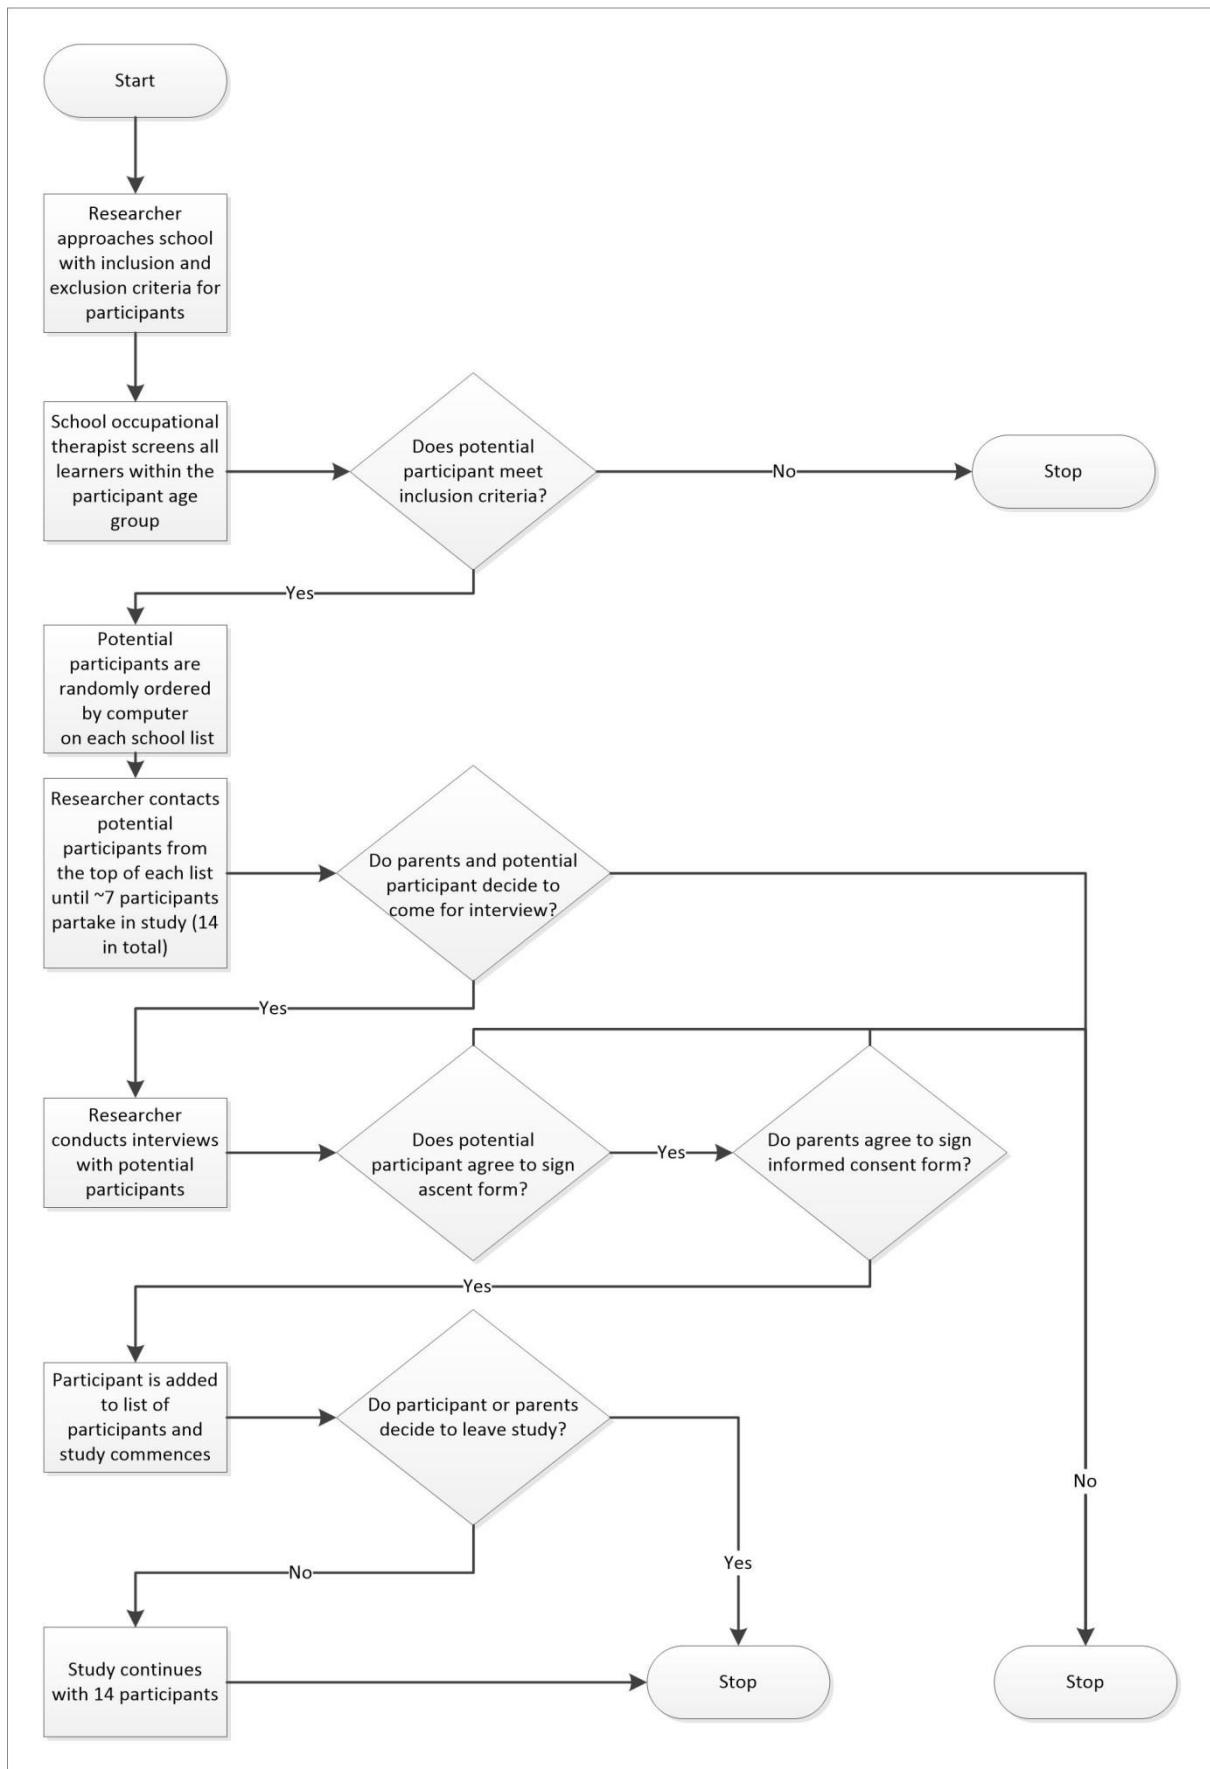 Start
Researcher
approaches school
with inclusion and
exclusion criteria for
participants
School occupational
therapist screens all
learners within the
participant age
group
Does potential
participant meet
inclusion criteria?
No
Stop
Yes
Potential
participants are
randomly ordered
by computer
on each school list
Researcher contacts
potential
participants from
the top of each list
until ~7 participants
partake in study (14
in total)
Do parents and potential
participant decide to
come for interview?
Yes
Researcher
conducts interviews
with potential
participants
Does potential
participant agree to sign
ascent form?
Yes
Do parents agree to sign
informed consent form?
Yes
Participant is added
to list of
participants and
study commences
Do participant or parents
decide to leave study?
No
Yes
No
Study continues
with 14 participants
Stop
Stop